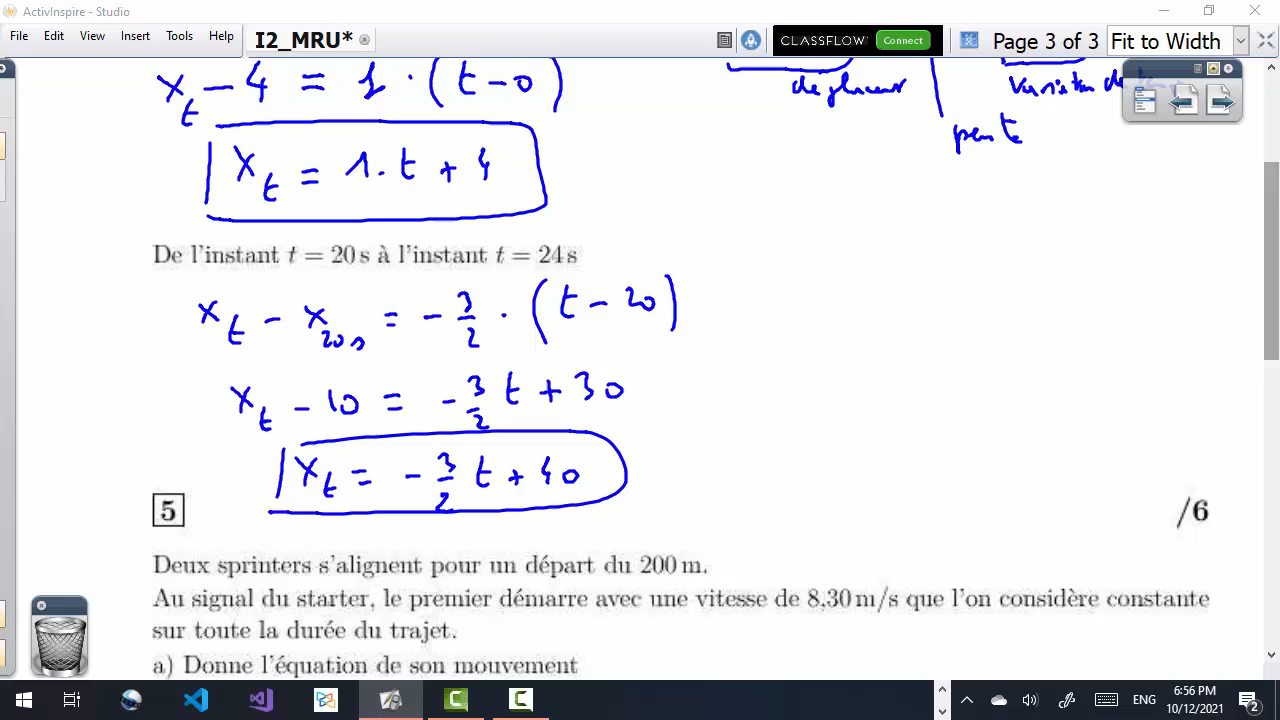 ActivInspire - Studio
File Edit View Insert Tools Help
I2_MRU*
CLASSFLOW Connect
Page 3 of 3
Fit to Width
x_t - 4 = 1 · (t - 0)
pente
x_t = 1. t + 4
De l'instant t = 20 s à l'instant t = 24 s
x_t - x_20s = - 3/2 · (t - 20)
x_t - 10 = - 3/2 t + 30
x_t = - 3/2 t + 40
5
/6
Deux sprinters s'alignent pour un départ du 200 m.
Au signal du starter, le premier démarre avec une vitesse de 8,30 m/s que l'on considère constante
sur toute la durée du trajet.
a) Donne l'équation de son mouvement
ENG
6:56 PM
10/12/2021
2